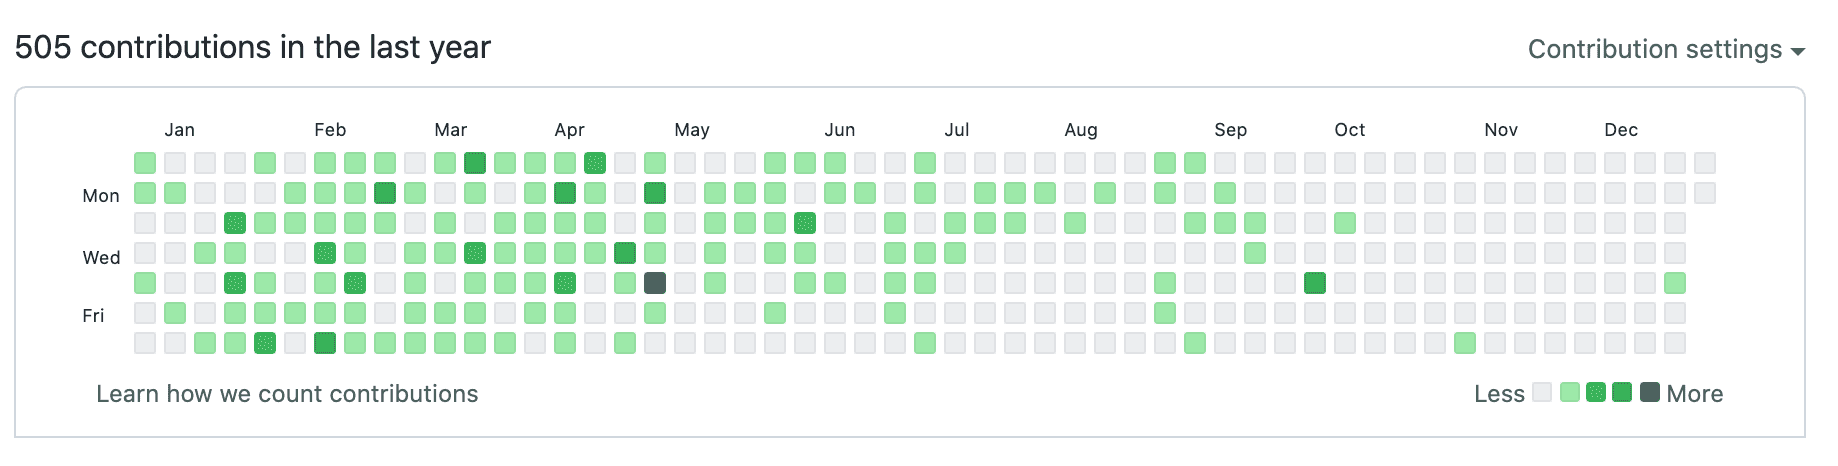 505 contributions in the last year
Contribution settings
Jan Feb Mar Apr May Jun Jul Aug Sep Oct Nov Dec
Mon
Wed
Fri
Learn how we count contributions
Less More